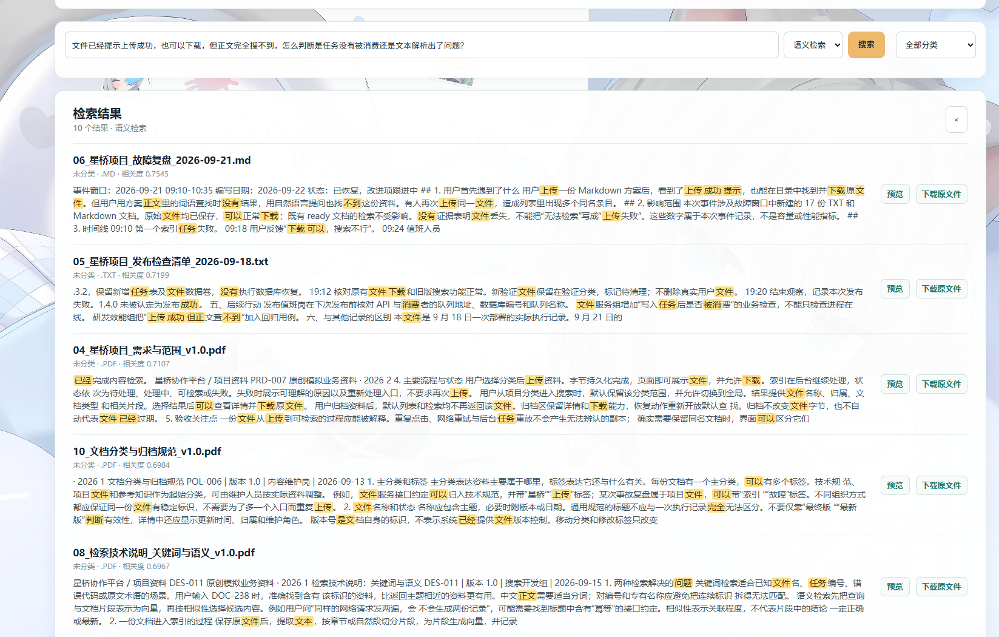 文件已经提示上传成功，也可以下载，但正文完全搜不到，怎么判断是任务没有被消费还是文本解析出了问题?
语义检索
搜索
全部分类
检索结果
10 个结果 · 语义检索
×
06_星桥项目_故障复盘_2026-09-21.md
未分类 · .MD · 相关度 0.7545
事件窗口：2026-09-21 09:10-10:35 编写日期：2026-09-22 状态：已恢复，改进项跟进中 ## 1. 用户首先遇到了什么 用户上传一份 Markdown 方案后，看到了上传 成功 提示，也能在目录中找到并下载原文
件。但用户用方案正文里的词语查找时没有结果，用自然语言提问也找不到这份资料。有人再次上传同一文件，造成列表里出现多个同名条目。 ## 2. 影响范围 本次事件涉及故障窗口中新建的 17 份 TXT 和
Markdown 文档。原始文件均已保存，可以正常下载；既有 ready 文档的检索不受影响。没有证据表明文件丢失，不能把“无法检索”写成“上传失败”。这些数字属于本次事件记录，不是容量或性能指标。 ##
3. 时间线 09:10 第一个索引任务失败。 09:18 用户反馈“下载 可以，搜索不行”。 09:24 值班人员
预览
下载原文件
05_星桥项目_发布检查清单_2026-09-18.txt
未分类 · .TXT · 相关度 0.7199
.3.2，保留新增任务表及文件数据卷，没有执行数据库恢复。 19:12 核对原有文件 下载和旧版搜索功能正常。新验证文件保留在验证分类，标记待清理；不删除真实用户文件。 19:20 结束观察，记录本次发布
失败。1.4.0 未被认定为发布成功。 五、后续行动 发布值班岗在下次发布前核对 API 与消费者的队列地址、数据库编号和队列名称。 文件服务组增加“写入任务后是否被消费”的业务检查，不能只检查进程在
线。 研发效能组把“上传 成功 但正文查不到”加入回归用例。 六、与其他记录的区别 本文件是 9 月 18 日一次部署的实际执行记录。9 月 21 日的
预览
下载原文件
04_星桥项目_需求与范围_v1.0.pdf
未分类 · .PDF · 相关度 0.7107
已经完成内容检索。 星桥协作平台 / 项目资料 PRD-007 原创模拟业务资料 · 2026 2 4. 主要流程与状态 用户选择分类后上传资料。字节持久化完成，页面即可展示文件，并允许下载。索引在后台继续处理，状
态依 次为待处理、处理中、可检索或失败。失败时展示可理解的原因以及重新处理入口，不要求再次上传。 用户从项目分类进入搜索时，默认保留该分类范围，并允许切换到全局。结果提供文件名称、归属、文
档类型 和相关片段。选择结果后可以查看详情并下载原文件。 用户归档资料后，默认列表和检索均不再返回该文件。归档区保留详情和下载能力，恢复动作重新开放默认查 找。归档不改变文件字节，也不自
动代表文件 已经过期。 5. 验收关注点 一份文件从上传到可检索的过程应能被解释。重复点击、网络重试与后台任务重放不会产生无法辨认的副本； 确实需要保留同名文档时，界面可以区分它们
预览
下载原文件
10_文档分类与归档规范_v1.0.pdf
未分类 · .PDF · 相关度 0.6984
· 2026 1 文档分类与归档规范 POL-006 | 版本 1.0 | 内容维护岗 | 2026-09-13 1. 主分类和标签 主分类表达资料主要属于哪里，标签表达它还与什么有关。每份文档有一个主分类，可以有多个标签。技术规 范、
项目文件和参考知识作为起始分类，可由维护人员按实际资料调整。 例如，文件服务接口约定可以归入技术规范，并带“星桥”“上传”标签；某次事故复盘属于项目文件，可以带“索引 ”“故障”标签。不同组织方式
都应保证同一份文件有稳定标识，不需要为了多一个入口而重复上传。 2. 文件名称和状态 名称应包含主题，必要时附版本或日期。通用规范的标题不应与一次执行记录完全无法区分。不要仅靠“最终版 ”“最新
版”判断有效性，详情中还应显示更新时间、归属和维护角色。 版本号是文档自身的标识，不表示系统已经提供文件版本控制。移动分类和修改标签只改变
预览
下载原文件
08_检索技术说明_关键词与语义_v1.0.pdf
未分类 · .PDF · 相关度 0.6967
星桥协作平台 / 项目资料 DES-011 原创模拟业务资料 · 2026 1 检索技术说明：关键词与语义 DES-011 | 版本 1.0 | 搜索开发组 | 2026-09-15 1. 两种检索解决的问题 关键词检索适合已知文件名、任务编号、错
误代码或原文术语的场景。用户输入 DOC-238 时，准确找到含有 该标识的资料，比返回主题相近的资料更有用。中文正文需要适当分词；对编号和专有名称应避免把连续标识 拆得无法匹配。 语义检索先把查询
与文档片段表示为向量，再按相似性选择候选内容。例如用户问“同样的网络请求发两遍，会 不会生成两份记录”，可能需要找到标题中含有“幂等”的接口约定。相似性表示关联程度，不代表片段中的结论 一定正确
或最新。 2. 一份文档进入索引的过程 保存原文件后，提取文本，按章节或自然段切分片段，为片段生成向量，并记录
预览
下载原文件